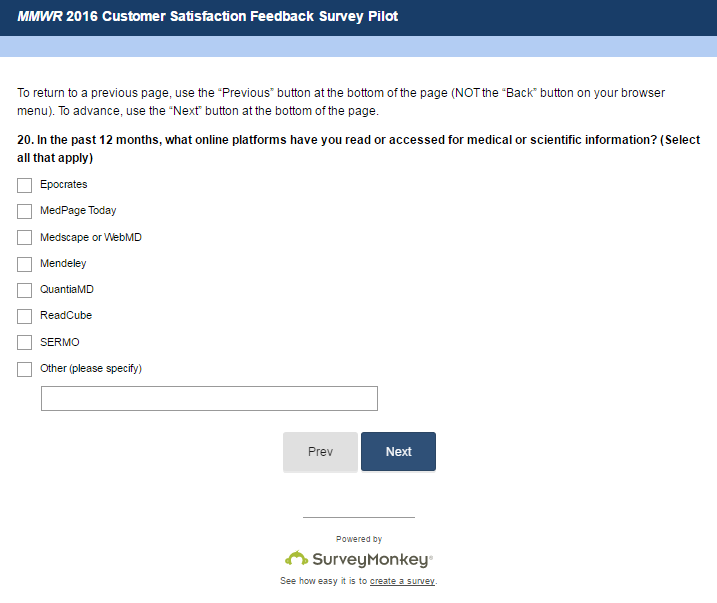 MMWR 2016 Customer Satisfaction Feedback Survey Pilot
To return to a previous page, use the “Previous” button at the bottom of the page (NOT the “Back” button on your browser
menu). To advance, use the “Next” button at the bottom of the page.
20. In the past 12 months, what online platforms have you read or accessed for medical or scientific information? (Select
all that apply)
Epocrates
MedPage Today
Medscape or WebMD
Mendeley
QuantiaMD
ReadCube
SERMO
Other (please specify)
Prev
Next
Powered by
SurveyMonkey®
See how easy it is to create a survey.